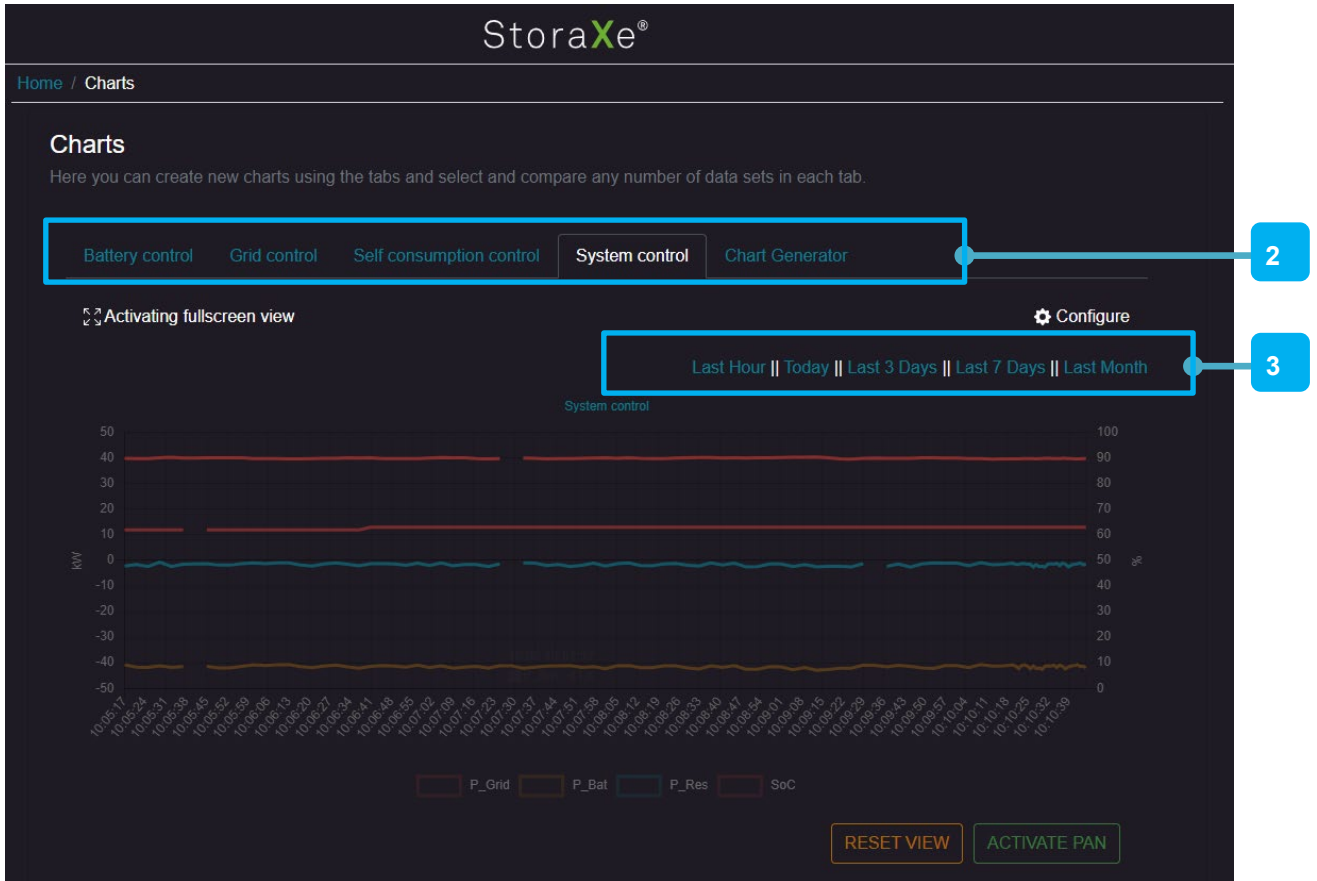 StoraXe®
Home / Charts
Charts
Here you can create new charts using the tabs and select and compare any number of data sets in each tab.
Battery control Grid control Self consumption control System control Chart Generator
2
Activating fullscreen view Configure
Last Hour || Today || Last 3 Days || Last 7 Days || Last Month
3
System control
50 100
40 90
30 80
20 70
10 60
kW 0 50 %
-10 40
-20 30
-30 20
-40 10
-50 0
10:05:17 10:05:24 10:05:31 10:05:38 10:05:45 10:05:52 10:05:59 10:06:06 10:06:13 10:06:20 10:06:27 10:06:34 10:06:41 10:06:48 10:06:55 10:07:02 10:07:09 10:07:16 10:07:23 10:07:30 10:07:37 10:07:44 10:07:51 10:07:58 10:08:05 10:08:12 10:08:19 10:08:26 10:08:33 10:08:40 10:08:47 10:08:54 10:09:01 10:09:08 10:09:15 10:09:22 10:09:29 10:09:36 10:09:43 10:09:50 10:09:57 10:10:04 10:10:11 10:10:18 10:10:25 10:10:32 10:10:39
P_Grid P_Bat P_Res SoC
RESET VIEW ACTIVATE PAN